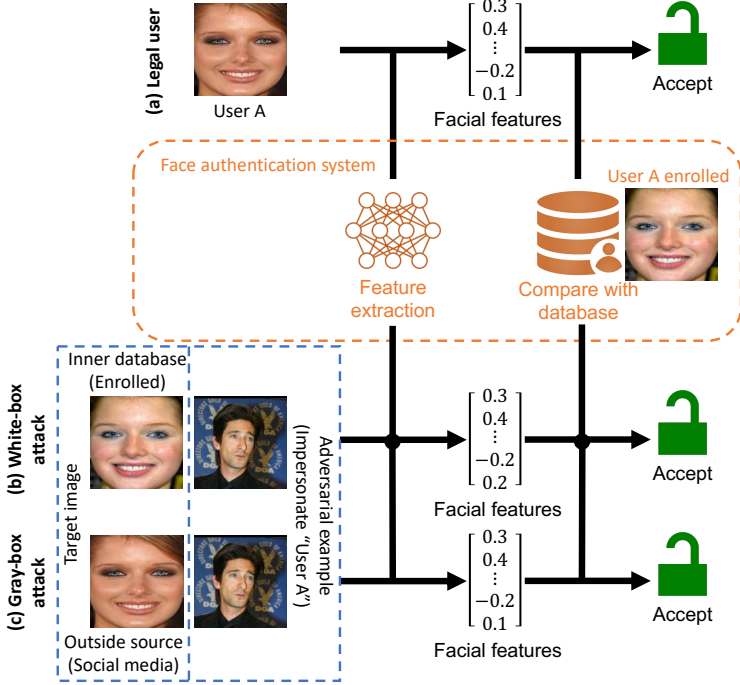 (a) Legal user
User A
0.3
0.4
⋮
−0.2
0.1
Facial features
Accept
Face authentication system
User A enrolled
Feature
extraction
Compare with
database
(b) White-box
attack
Target image
Inner database
(Enrolled)
Adversarial example
(Impersonate “User A”)
0.3
0.4
⋮
−0.2
0.2
Facial features
Accept
(c) Gray-box
attack
Outside source
(Social media)
0.3
0.4
⋮
−0.2
0.1
Facial features
Accept
DGA
DGA